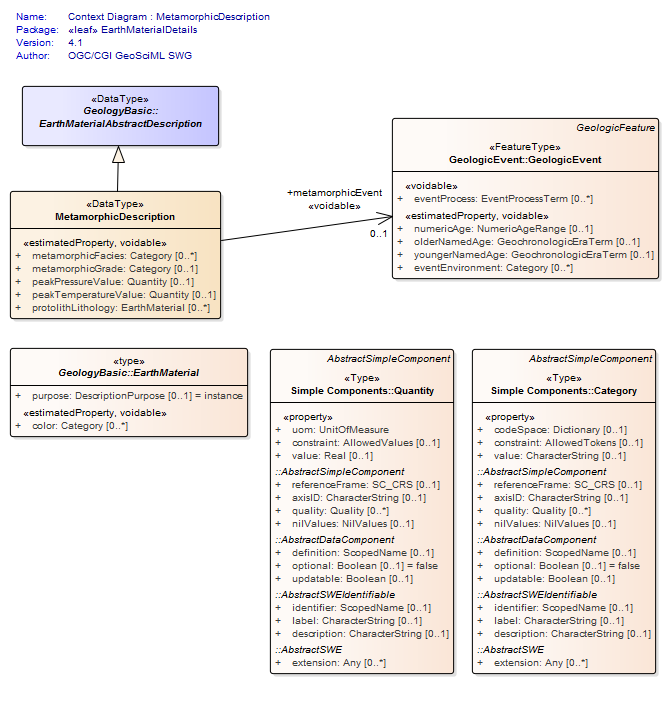 Name: Context Diagram : MetamorphicDescription
Package: «leaf» EarthMaterialDetails
Version: 4.1
Author: OGC/CGI GeoSciML SWG
«DataType»
GeologyBasic::
EarthMaterialAbstractDescription
GeologicFeature
«FeatureType»
GeologicEvent::GeologicEvent
«voidable»
+ eventProcess: EventProcessTerm [0..*]
«estimatedProperty, voidable»
+ numericAge: NumericAgeRange [0..1]
+ olderNamedAge: GeochronologicEraTerm [0..1]
+ youngerNamedAge: GeochronologicEraTerm [0..1]
+ eventEnvironment: Category [0..*]
+metamorphicEvent
«voidable»
0..1
«DataType»
MetamorphicDescription
«estimatedProperty, voidable»
+ metamorphicFacies: Category [0..*]
+ metamorphicGrade: Category [0..1]
+ peakPressureValue: Quantity [0..1]
+ peakTemperatureValue: Quantity [0..1]
+ protolithLithology: EarthMaterial [0..*]
«type»
GeologyBasic::EarthMaterial
+ purpose: DescriptionPurpose [0..1] = instance
«estimatedProperty, voidable»
+ color: Category [0..*]
AbstractSimpleComponent
«Type»
Simple Components::Quantity
«property»
+ uom: UnitOfMeasure
+ constraint: AllowedValues [0..1]
+ value: Real [0..1]
::AbstractSimpleComponent
+ referenceFrame: SC_CRS [0..1]
+ axisID: CharacterString [0..1]
+ quality: Quality [0..*]
+ nilValues: NilValues [0..1]
::AbstractDataComponent
+ definition: ScopedName [0..1]
+ optional: Boolean [0..1] = false
+ updatable: Boolean [0..1]
::AbstractSWEIdentifiable
+ identifier: ScopedName [0..1]
+ label: CharacterString [0..1]
+ description: CharacterString [0..1]
::AbstractSWE
+ extension: Any [0..*]
AbstractSimpleComponent
«Type»
Simple Components::Category
«property»
+ codeSpace: Dictionary [0..1]
+ constraint: AllowedTokens [0..1]
+ value: CharacterString [0..1]
::AbstractSimpleComponent
+ referenceFrame: SC_CRS [0..1]
+ axisID: CharacterString [0..1]
+ quality: Quality [0..*]
+ nilValues: NilValues [0..1]
::AbstractDataComponent
+ definition: ScopedName [0..1]
+ optional: Boolean [0..1] = false
+ updatable: Boolean [0..1]
::AbstractSWEIdentifiable
+ identifier: ScopedName [0..1]
+ label: CharacterString [0..1]
+ description: CharacterString [0..1]
::AbstractSWE
+ extension: Any [0..*]